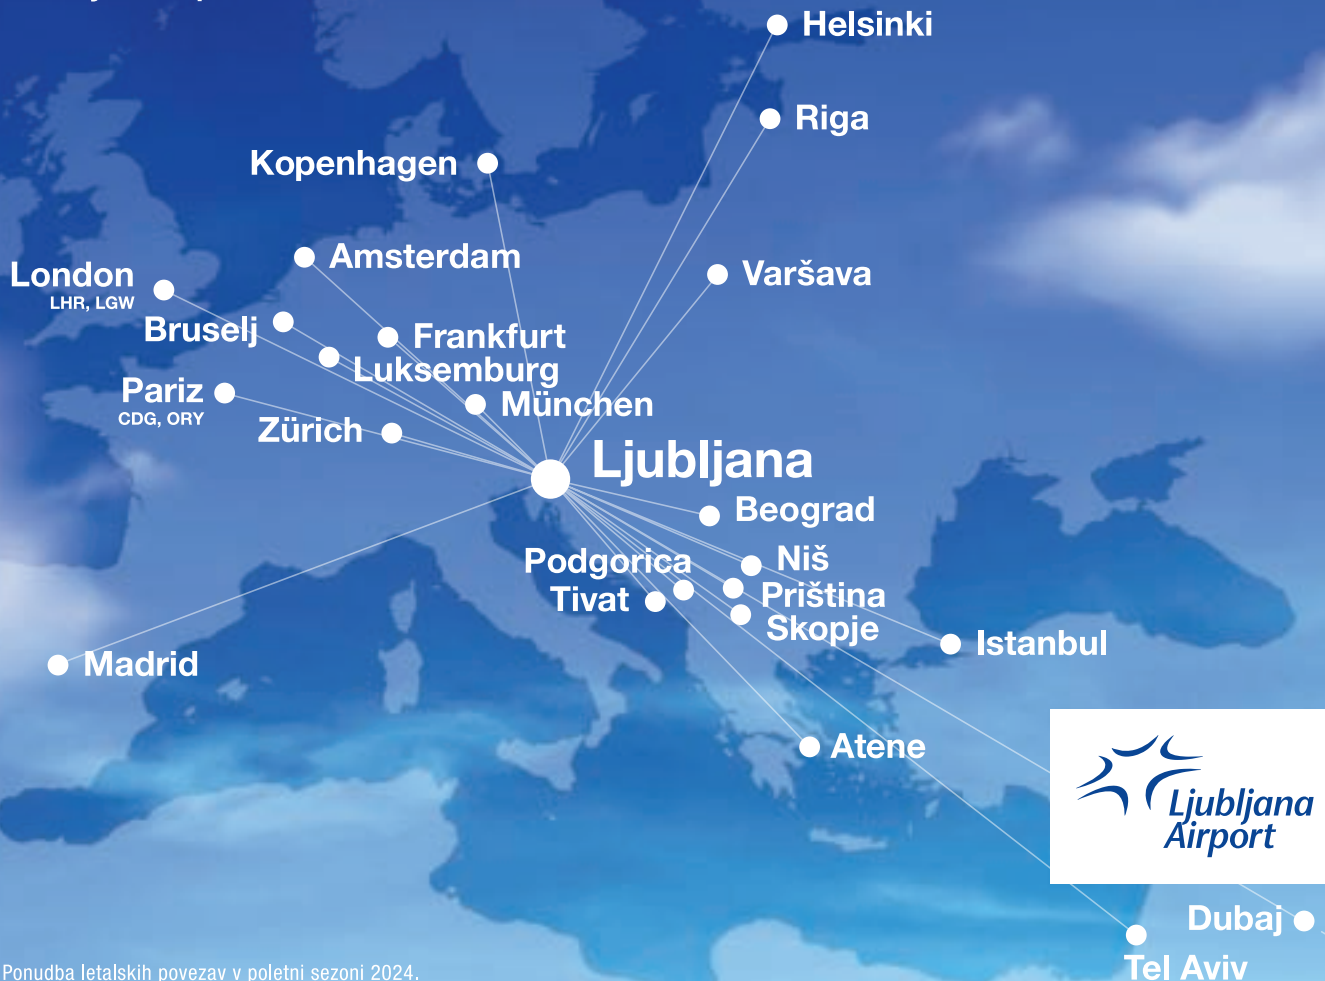 Helsinki
Riga
Kopenhagen
Amsterdam
London
LHR, LGW
Varšava
Bruselj
Frankfurt
Luksemburg
Pariz
CDG, ORY
München
Zürich
Ljubljana
Beograd
Niš
Podgorica
Priština
Tivat
Skopje
Istanbul
Madrid
Atene
Ljubljana
Airport
Dubaj
Tel Aviv
Ponudba letalskih povezav v poletni sezoni 2024.